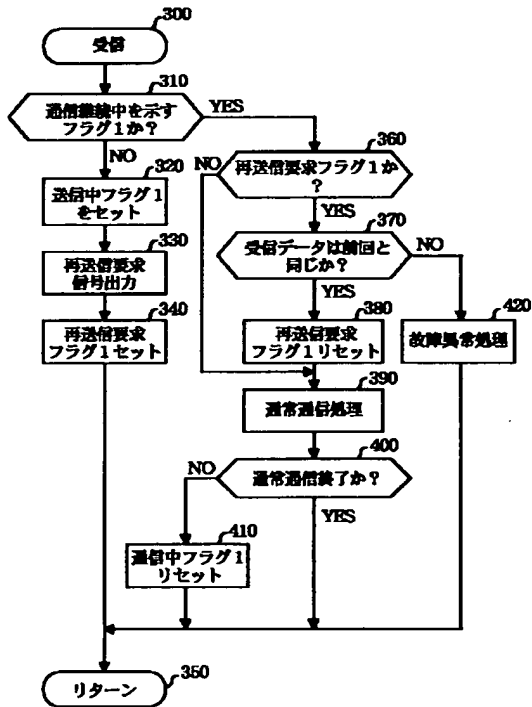 300
受信
310
通信継続中を示す
フラグ1か?
YES
NO
320
送信中フラグ1
をセット
330
再送信要求
信号出力
340
再送信要求
フラグ1セット
360
NO
再送信要求フラグ1か
?
YES
370
受信データは前回と
同じか?
NO
YES
380
再送信要求
フラグ1リセット
420
故障異常処理
390
通常通信処理
400
NO
通常通信終了か?
YES
410
通信中フラグ1
リセット
350
リターン